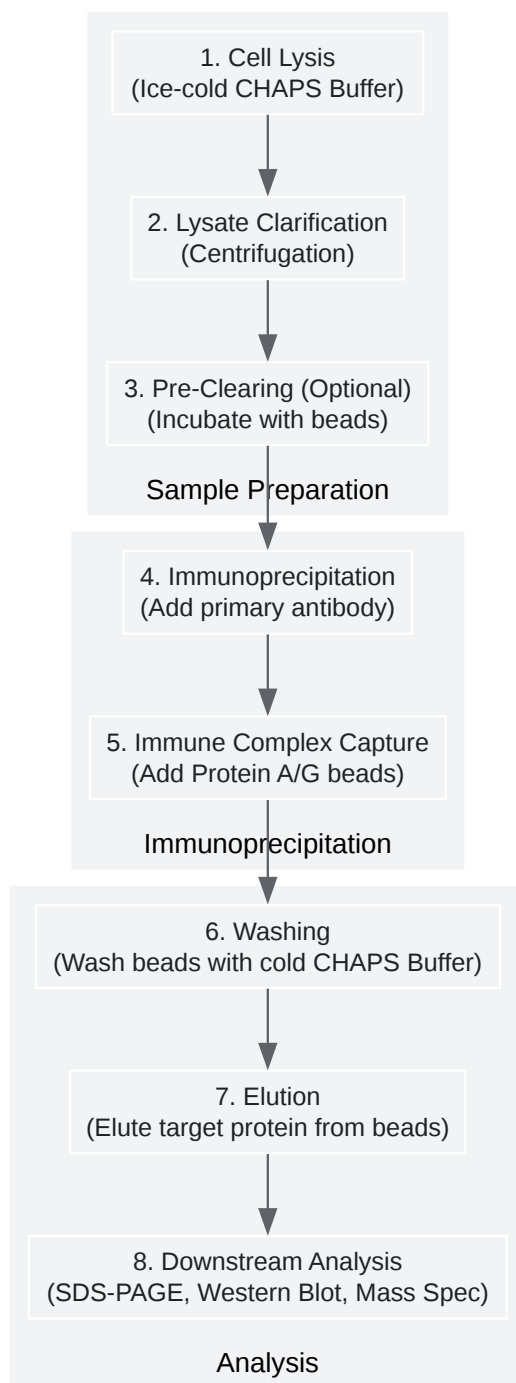 1. Cell Lysis
(Ice-cold CHAPS Buffer)
2. Lysate Clarification
(Centrifugation)
3. Pre-Clearing (Optional)
(Incubate with beads)
Sample Preparation
4. Immunoprecipitation
(Add primary antibody)
5. Immune Complex Capture
(Add Protein A/G beads)
Immunoprecipitation
6. Washing
(Wash beads with cold CHAPS Buffer)
7. Elution
(Elute target protein from beads)
8. Downstream Analysis
(SDS-PAGE, Western Blot, Mass Spec)
Analysis